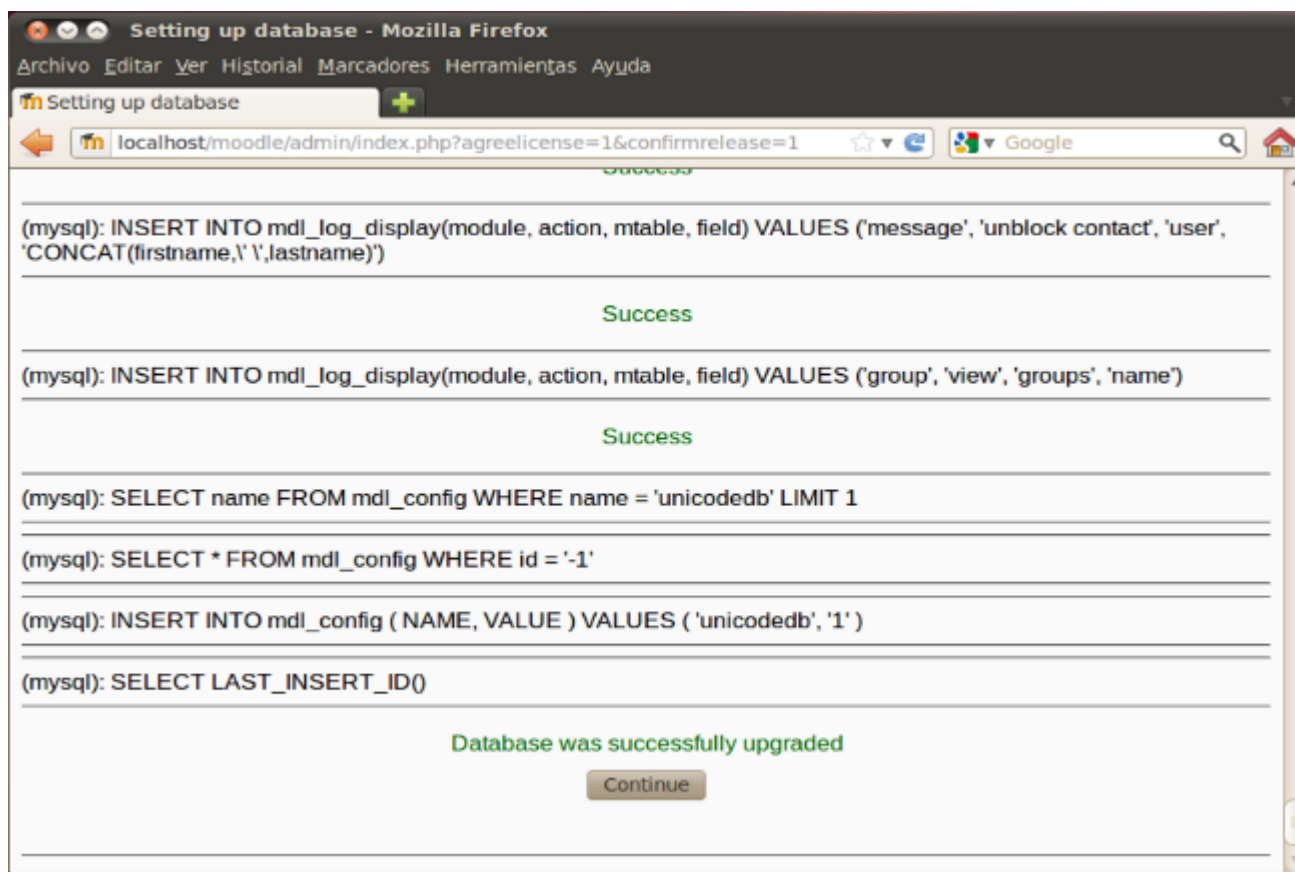 Setting up database - Mozilla Firefox
Archivo Editar Ver Historial Marcadores Herramientas Ayuda
Setting up database
localhost/moodle/admin/index.php?agreelicense=1&confirmrelease=1 Google
Success
(mysql): INSERT INTO mdl_log_display(module, action, mtable, field) VALUES ('message', 'unblock contact', 'user',
'CONCAT(firstname,\' \',lastname)')
Success
(mysql): INSERT INTO mdl_log_display(module, action, mtable, field) VALUES ('group', 'view', 'groups', 'name')
Success
(mysql): SELECT name FROM mdl_config WHERE name = 'unicodedb' LIMIT 1
(mysql): SELECT * FROM mdl_config WHERE id = '-1'
(mysql): INSERT INTO mdl_config ( NAME, VALUE ) VALUES ( 'unicodedb', '1' )
(mysql): SELECT LAST_INSERT_ID()
Database was successfully upgraded
Continue